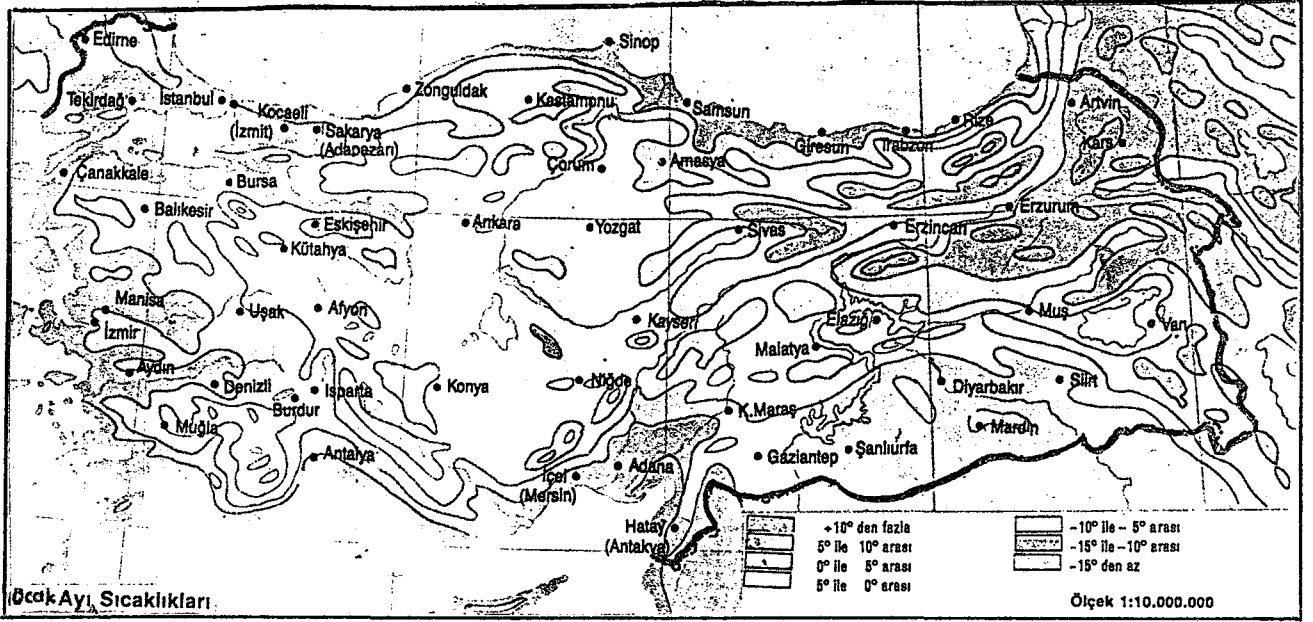 Edirne
Sinop
Tekirdağ
İstanbul
Kocaeli
(İzmit)
Sakarya
(Adapazarı)
Zonguldak
Kastamonu
Samsun
Giresun
Trabzon
Rize
Artvin
Kars
Çanakkale
Bursa
Çorum
Amasya
Balıkesir
Eskişehir
Ankara
Yozgat
Sivas
Erzincan
Erzurum
Kütahya
Manisa
İzmir
Uşak
Afyon
Kayseri
Elazığ
Muş
Van
Malatya
Aydın
Denizli
Burdur
Isparta
Konya
Niğde
Diyarbakır
Siirt
K.Maraş
Muğla
Antalya
Mardin
İçel
(Mersin)
Adana
Gaziantep
Şanlıurfa
Hatay
(Antakya)
+10° den fazla
5° ile 10° arası
0° ile 5° arası
5° ile 0° arası
-10° ile - 5° arası
-15° ile -10° arası
-15° den az
Ocak Ayı Sıcaklıkları
Ölçek 1:10.000.000